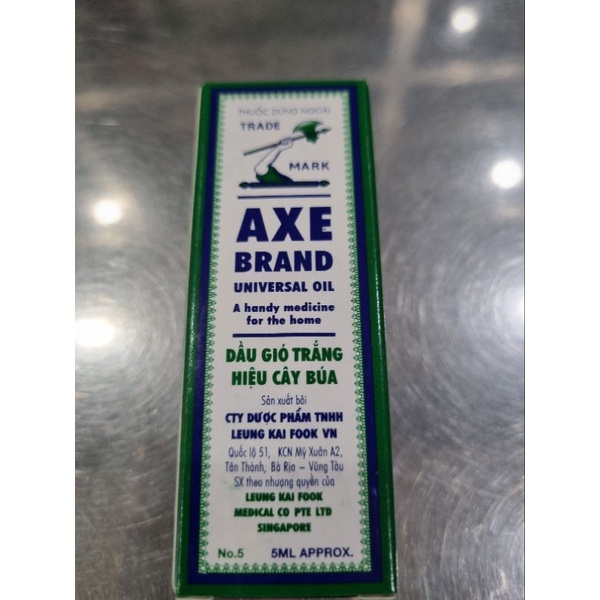 THUỐC DÙNG NGOÀI
TRADE
MARK
AXE
BRAND
UNIVERSAL OIL
A handy medicine
for the home
DẦU GIÓ TRẮNG
HIỆU CÂY BÚA
Sản xuất bởi
CTY DƯỢC PHẨM TNHH
LEUNG KAI FOOK VN
Quốc lộ 51, KCN Mỹ Xuân A2,
Tân Thành, Bà Rịa – Vũng Tàu
SX theo nhượng quyền của
LEUNG KAI FOOK
MEDICAL CO PTE LTD
SINGAPORE
No.5 5ML APPROX.